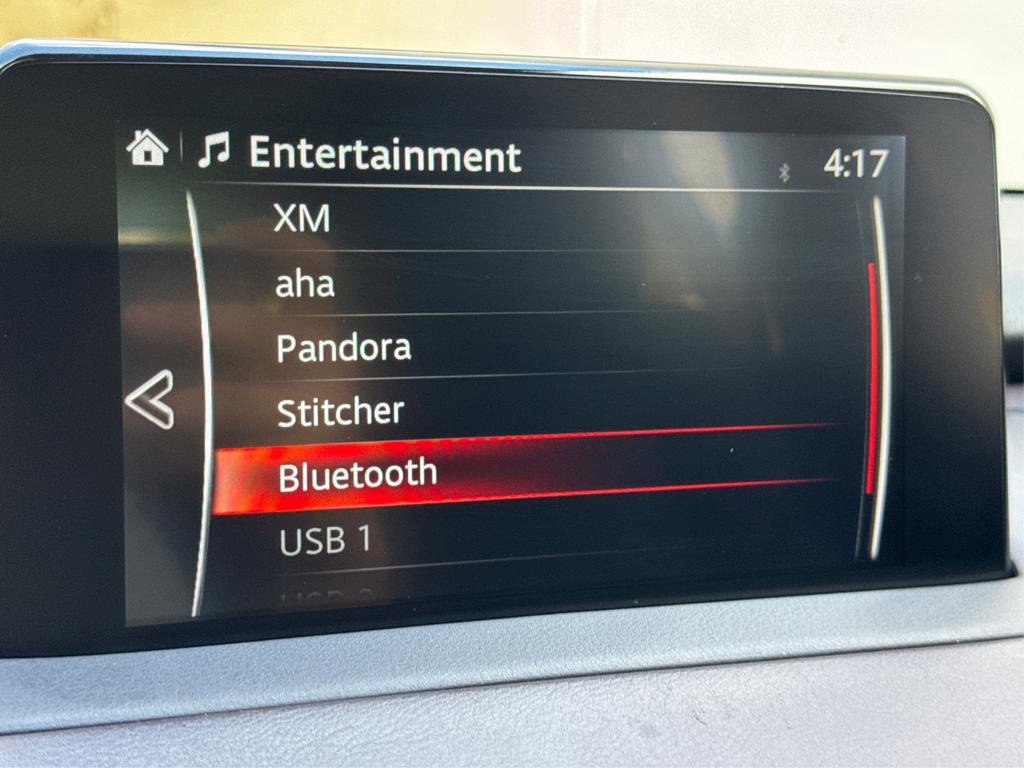 Entertainment
4:17
XM
aha
Pandora
Stitcher
Bluetooth
USB 1